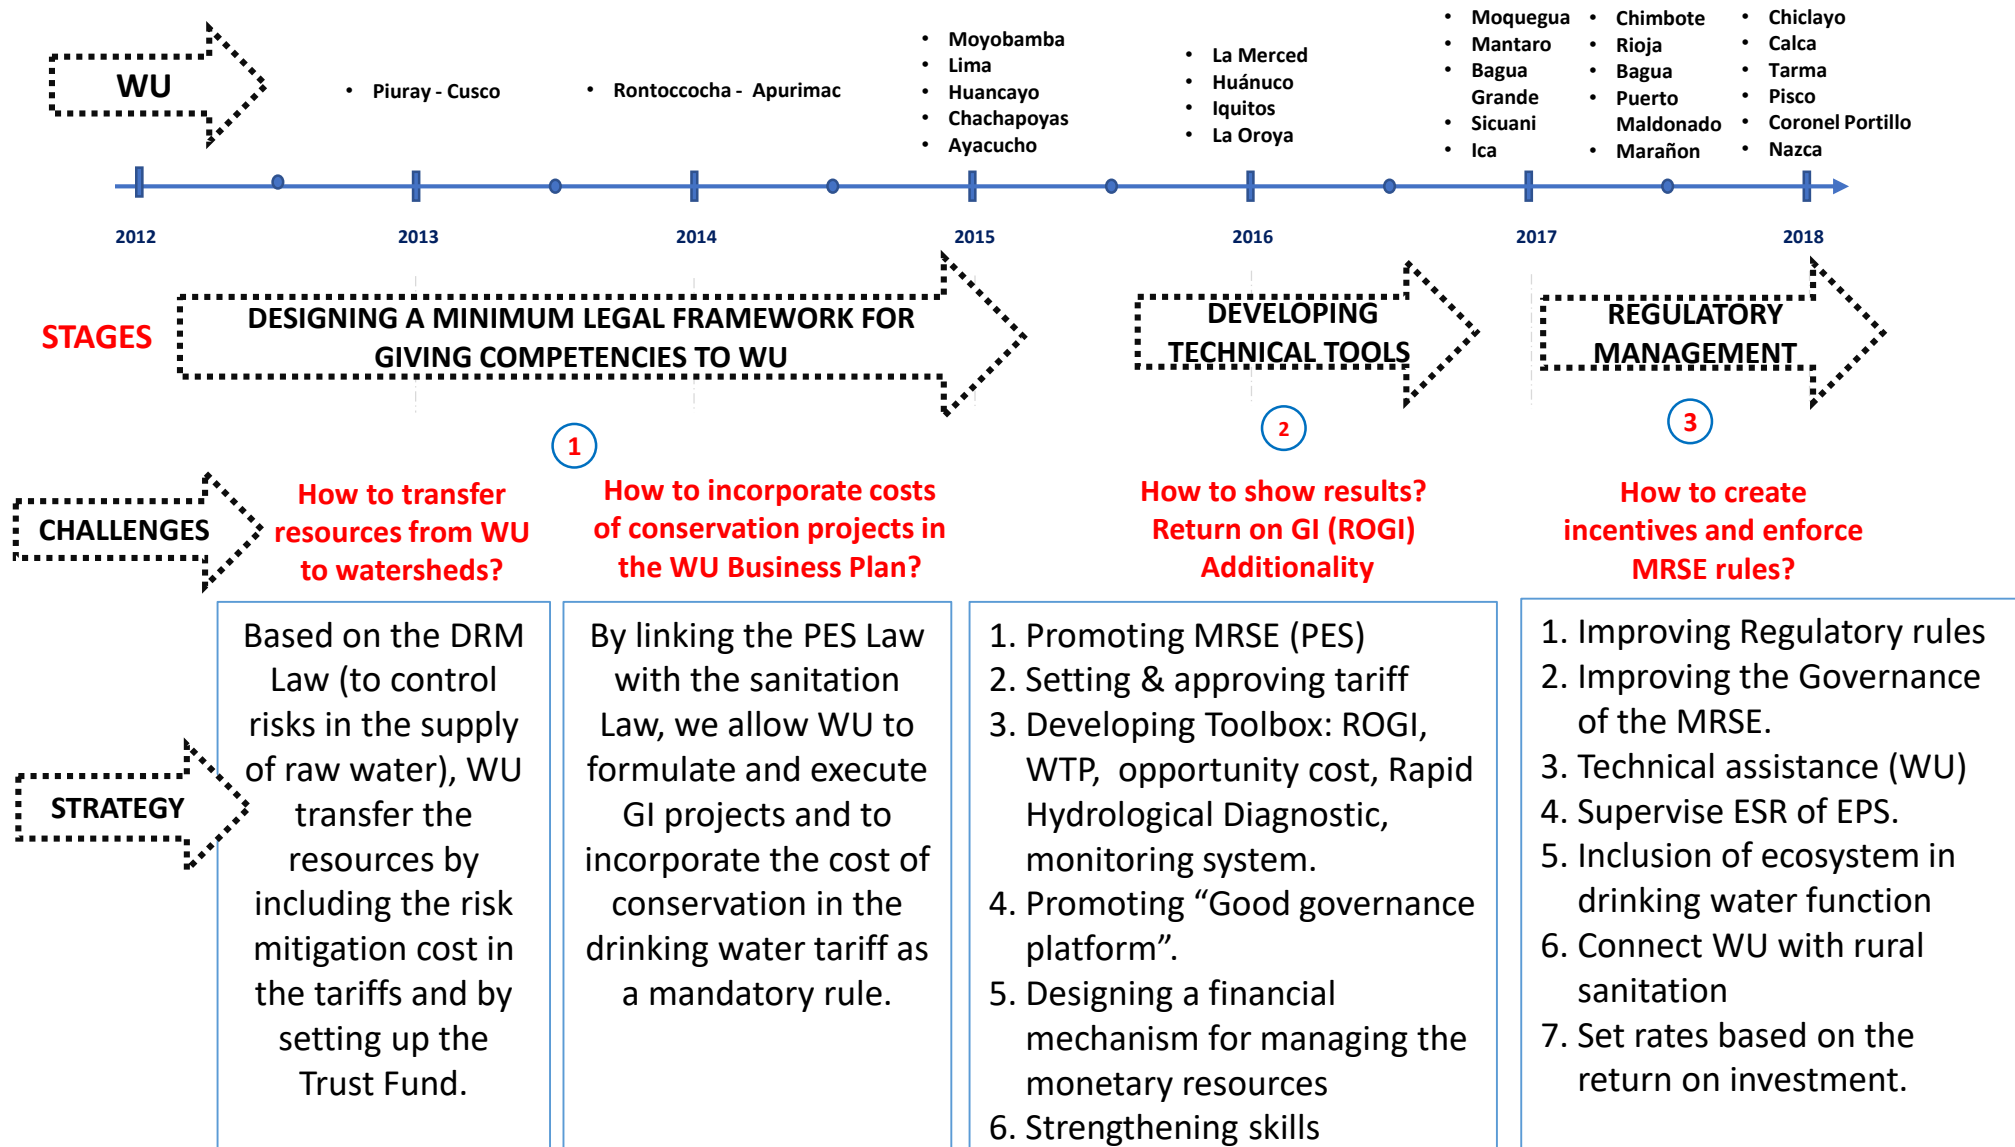 WU
• Piuray - Cusco
• Rontoccocha - Apurimac
• Moyobamba
• Lima
• Huancayo
• Chachapoyas
• Ayacucho
• La Merced
• Huánuco
• Iquitos
• La Oroya
• Moquegua
• Mantaro
• Bagua
Grande
• Sicuani
• Ica
• Chimbote
• Rioja
• Bagua
• Puerto
Maldonado
• Marañon
• Chiclayo
• Calca
• Tarma
• Pisco
• Coronel Portillo
• Nazca
2012
2013
2014
2015
2016
2017
2018
STAGES
DESIGNING A MINIMUM LEGAL FRAMEWORK FOR
GIVING COMPETENCIES TO WU
DEVELOPING
TECHNICAL TOOLS
REGULATORY
MANAGEMENT
1
2
3
CHALLENGES
How to transfer
resources from WU
to watersheds?
How to incorporate costs
of conservation projects in
the WU Business Plan?
How to show results?
Return on GI (ROGI)
Additionality
How to create
incentives and enforce
MRSE rules?
STRATEGY
Based on the DRM
Law (to control
risks in the supply
of raw water), WU
transfer the
resources by
including the risk
mitigation cost in
the tariffs and by
setting up the
Trust Fund.
By linking the PES Law
with the sanitation
Law, we allow WU to
formulate and execute
GI projects and to
incorporate the cost of
conservation in the
drinking water tariff as
a mandatory rule.
1. Promoting MRSE (PES)
2. Setting & approving tariff
3. Developing Toolbox: ROGI,
WTP, opportunity cost, Rapid
Hydrological Diagnostic,
monitoring system.
4. Promoting “Good governance
platform”.
5. Designing a financial
mechanism for managing the
monetary resources
6. Strengthening skills
1. Improving Regulatory rules
2. Improving the Governance
of the MRSE.
3. Technical assistance (WU)
4. Supervise ESR of EPS.
5. Inclusion of ecosystem in
drinking water function
6. Connect WU with rural
sanitation
7. Set rates based on the
return on investment.